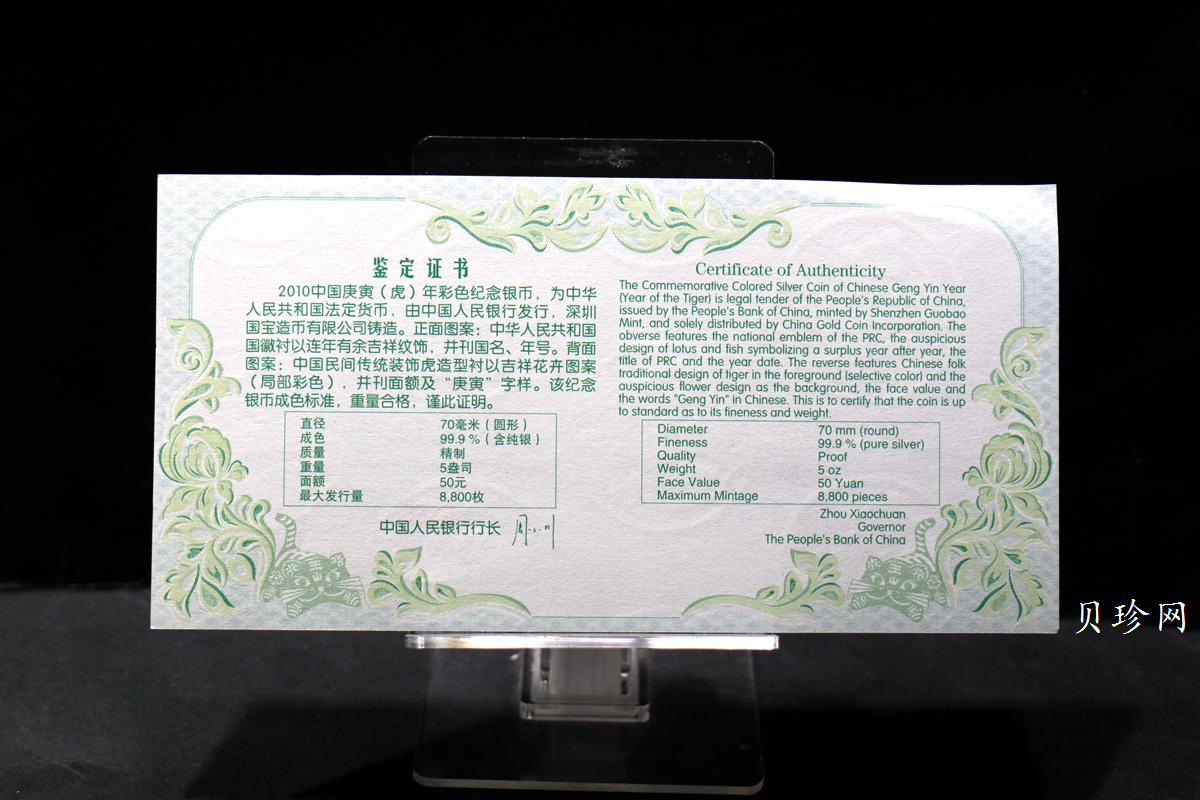 鉴定证书
2010中国庚寅（虎）年彩色纪念银币，为中华
人民共和国法定货币，由中国人民银行发行，深圳
国宝造币有限公司铸造。正面图案：中华人民共和国
国徽衬以连年有余吉祥纹饰，并刊国名、年号。背面
图案：中国民间传统装饰虎造型衬以吉祥花卉图案
（局部彩色），并刊面额及“庚寅”字样。该纪念
银币成色标准，重量合格，谨此证明。
直径 70毫米（圆形）
成色 99.9％（含纯银）
质量 精制
重量 5盎司
面额 50元
最大发行量 8,800枚
中国人民银行行长
Certificate of Authenticity
The Commemorative Colored Silver Coin of Chinese Geng Yin Year
(Year of the Tiger) is legal tender of the People's Republic of China,
issued by the People's Bank of China, minted by Shenzhen Guobao
Mint, and solely distributed by China Gold Coin Incorporation. The
obverse features the national emblem of the PRC, the auspicious
design of lotus and fish symbolizing a surplus year after year, the
title of PRC and the year date. The reverse features Chinese folk
traditional design of tiger in the foreground (selective color) and the
auspicious flower design as the background, the face value and
the words "Geng Yin" in Chinese. This is to certify that the coin is up
to standard as to its fineness and weight.
Diameter 70 mm (round)
Fineness 99.9 % (pure silver)
Quality Proof
Weight 5 oz
Face Value 50 Yuan
Maximum Mintage 8,800 pieces
Zhou Xiaochuan
Governor
The People's Bank of China
贝珍网